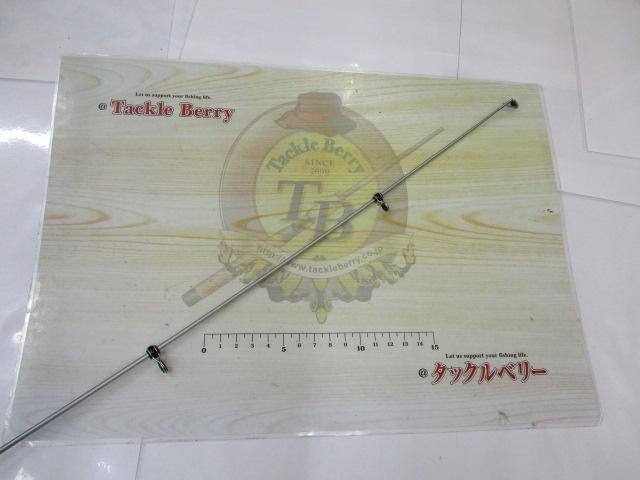 Let us support your fishing life.
@ Tackle Berry
Tackle Berry
SINCE
2000
T&B
http://www.tackleberry.co.jp
0 1 2 3 4 5 6 7 8 9 10 11 12 13 14 15
Let us support your fishing life.
@ タックルベリー